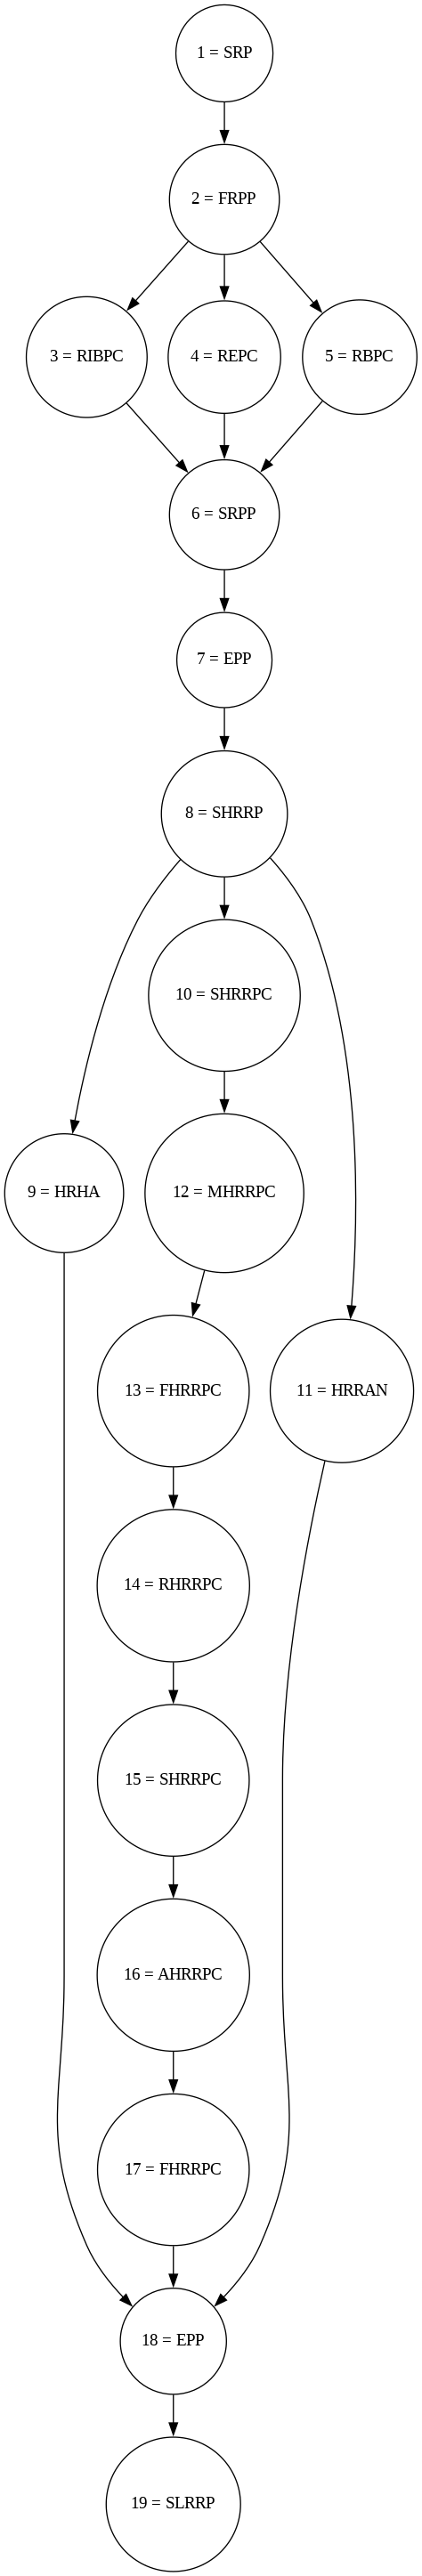 1 = SRP
2 = FRPP
3 = RIBPC
4 = REPC
5 = RBPC
6 = SRPP
7 = EPP
8 = SHRRP
10 = SHRRPC
9 = HRHA
12 = MHRRPC
13 = FHRRPC
11 = HRRAN
14 = RHRRPC
15 = SHRRPC
16 = AHRRPC
17 = FHRRPC
18 = EPP
19 = SLRRP